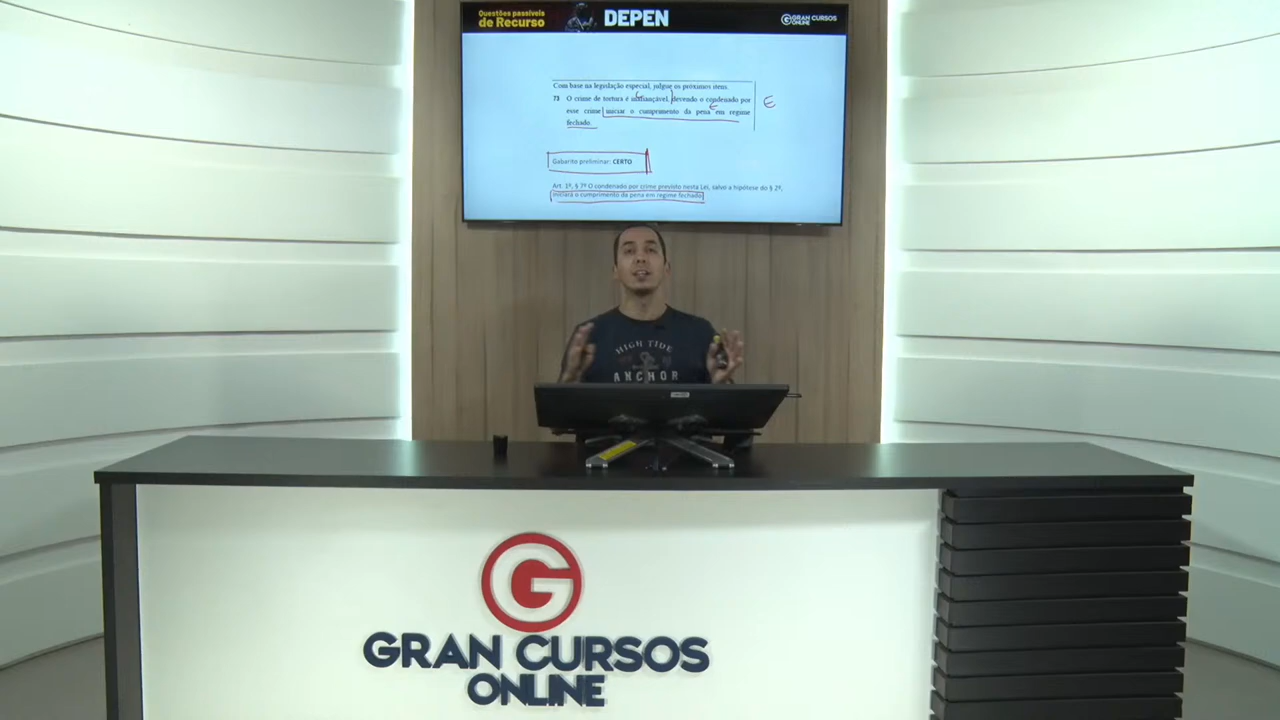 Questões passíveis
de Recurso
DEPEN
GRAN CURSOS
ONLINE
Com base na legislação especial, julgue os próximos itens.
73 O crime de tortura é inafiançável, devendo o condenado por
esse crime iniciar o cumprimento da pena em regime
fechado.
E
Gabarito preliminar: CERTO
Art. 1º, § 7º O condenado por crime previsto nesta Lei, salvo a hipótese do § 2º,
iniciará o cumprimento da pena em regime fechado.
HIGH TIDE
ANCHOR
G
GRAN CURSOS
ONLINE